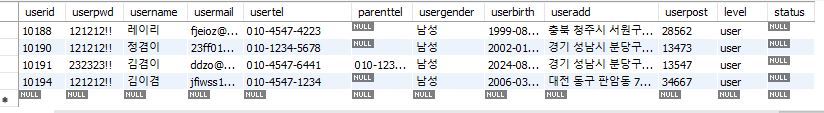 userid userpwd username usermail usertel parenttel usergender userbirth useradd userpost level status
10188 121212!! 레이리 fjeioz@... 010-4547-4223 NULL 남성 1999-08... 충북 청주시 서원구... 28562 user NULL
10190 121212!! 정겸이 23ff01... 010-1234-5678 NULL 남성 2002-01... 경기 성남시 분당구... 13473 user NULL
10191 232323!! 김겸이 ddzo@... 010-4547-6441 010-123... 남성 2024-08... 경기 성남시 분당구... 13547 user NULL
10194 121212!! 김이겸 jfiwss1... 010-4547-1234 NULL 남성 2006-03... 대전 동구 판암동 7... 34667 user NULL
NULL NULL NULL NULL NULL NULL NULL NULL NULL NULL NULL NULL